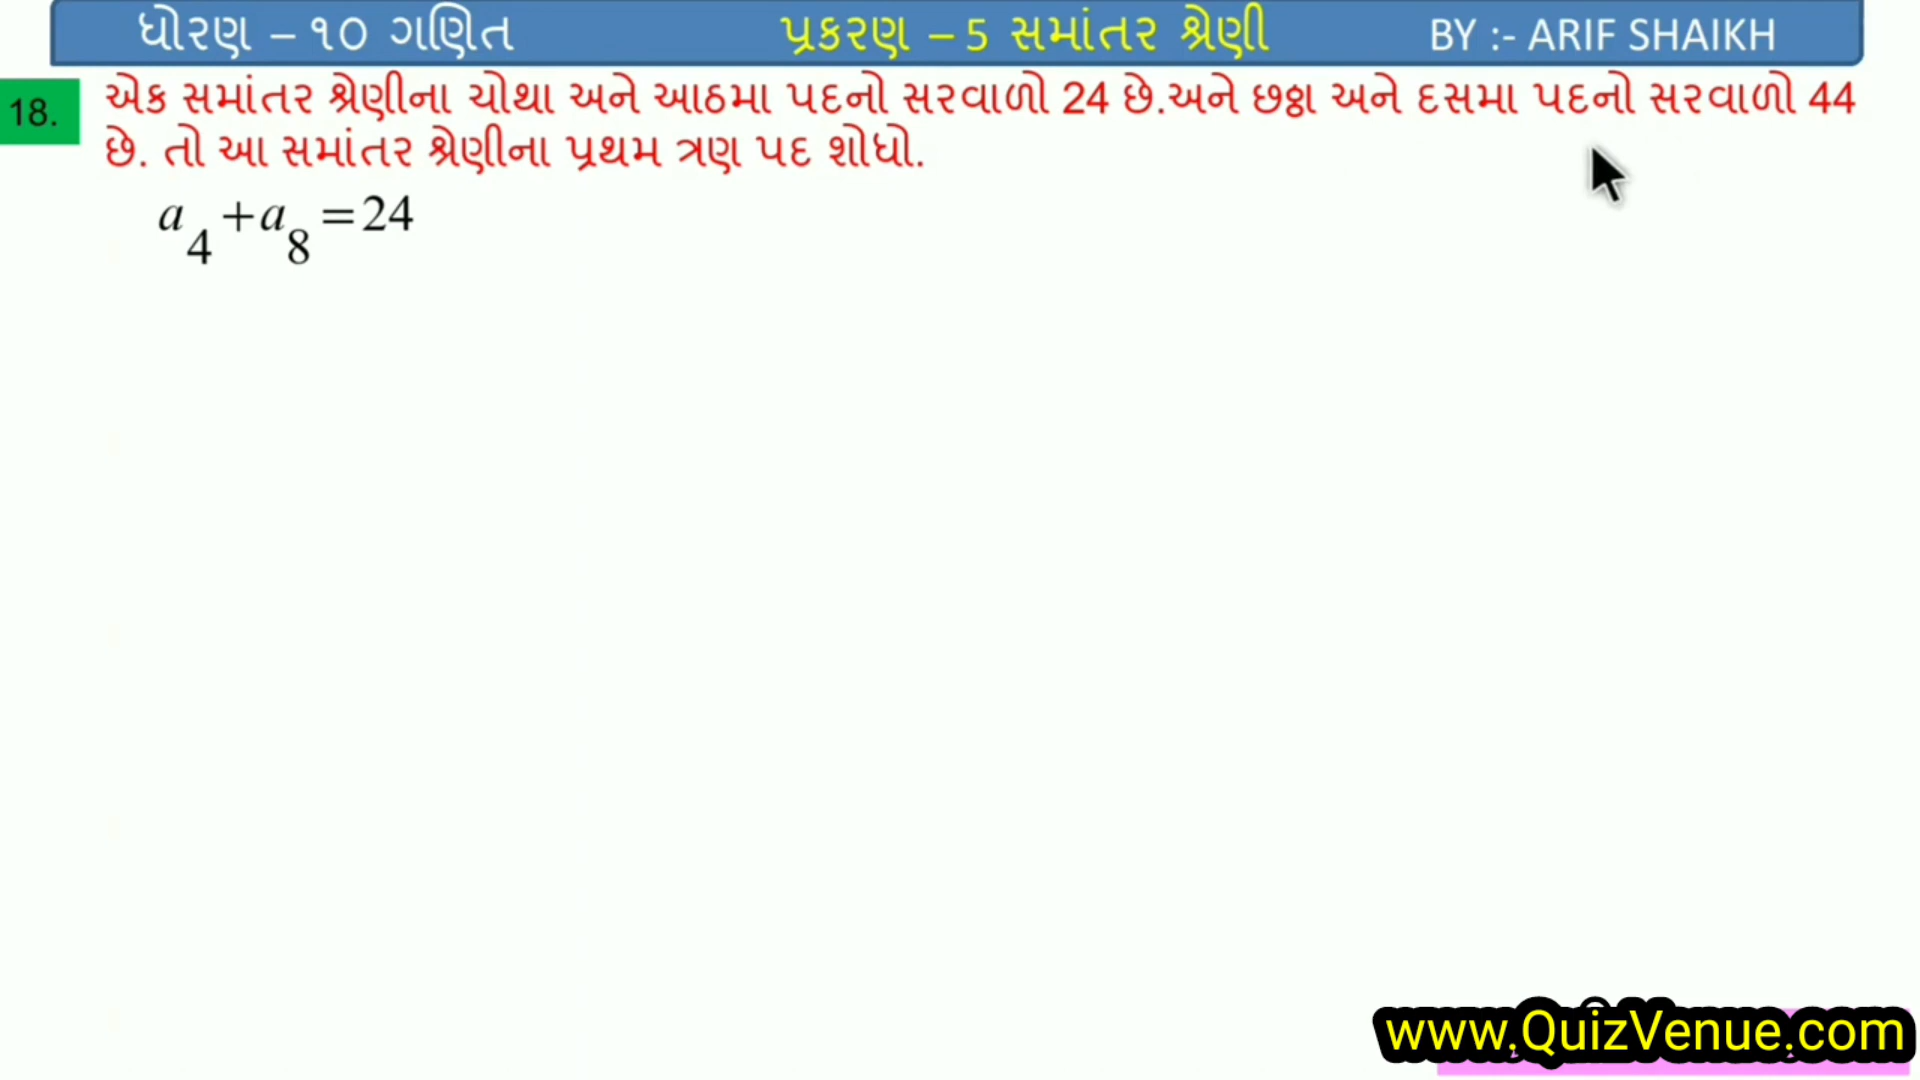 ધોરણ – ૧૦ ગણિત પ્રકરણ – 5 સમાંતર શ્રેણી BY :- ARIF SHAIKH
18. એક સમાંતર શ્રેણીના ચોથા અને આઠમા પદનો સરવાળો 24 છે.અને છઠ્ઠા અને દસમા પદનો સરવાળો 44
છે. તો આ સમાંતર શ્રેણીના પ્રથમ ત્રણ પદ શોધો.
a₄+a₈=24
www.QuizVenue.com